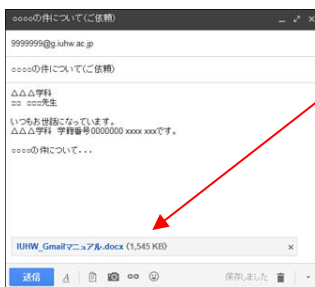 ○○○○の件について(ご依頼)
9999999@g.iuhw.ac.jp
○○○○の件について(ご依頼)
△△△学科
□□ □□□先生
いつもお世話になっています。
△△△学科 学籍番号0000000 xxxx xxxです。
○○○○の件について・・・
IUHW_Gmailマニュアル.docx (1,545 KB)
送信
保存しました